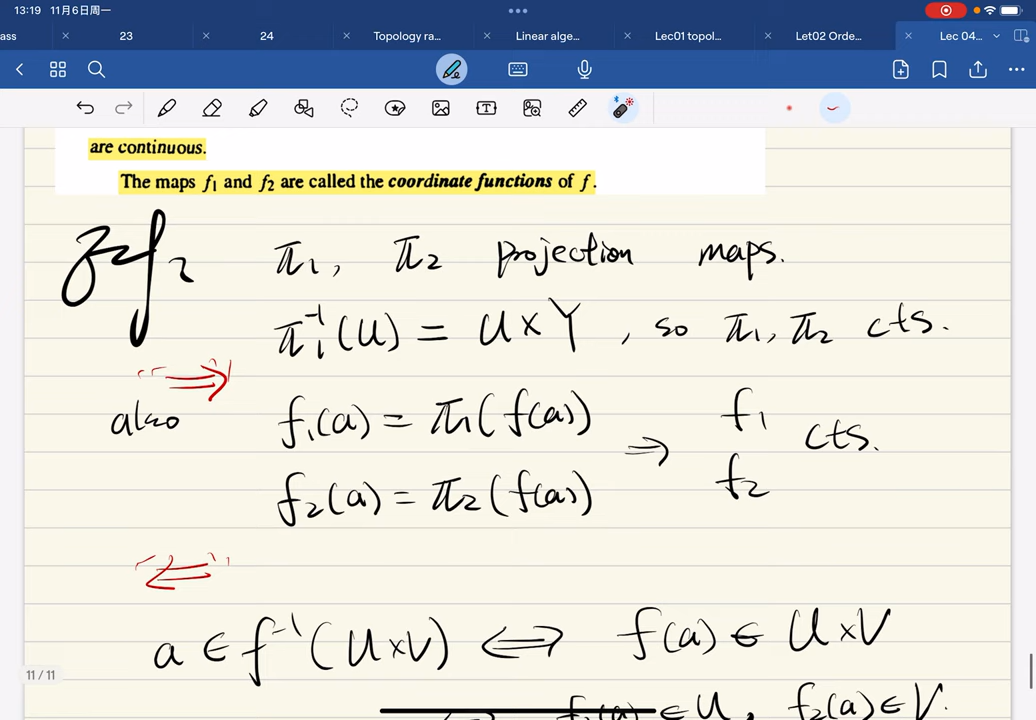 13:19 11月6日周一
ass 23 24 Topology ra... Linear alge... Lec01 topol... Let02 Orde... Lec 04...
are continuous.
The maps f₁ and f₂ are called the coordinate functions of f.
π₁, π₂ projection maps.
π₁⁻¹(U) = U × Y, so π₁, π₂ cts.
"⇒"
also f₁(a) = π₁(f(a)) ⇒ f₁ cts.
f₂(a) = π₂(f(a)) f₂
"⇐"
a ∈ f⁻¹(U×V) ⟺ f(a) ∈ U×V
11/11
f₁(a) ∈ U, f₂(a) ∈ V.